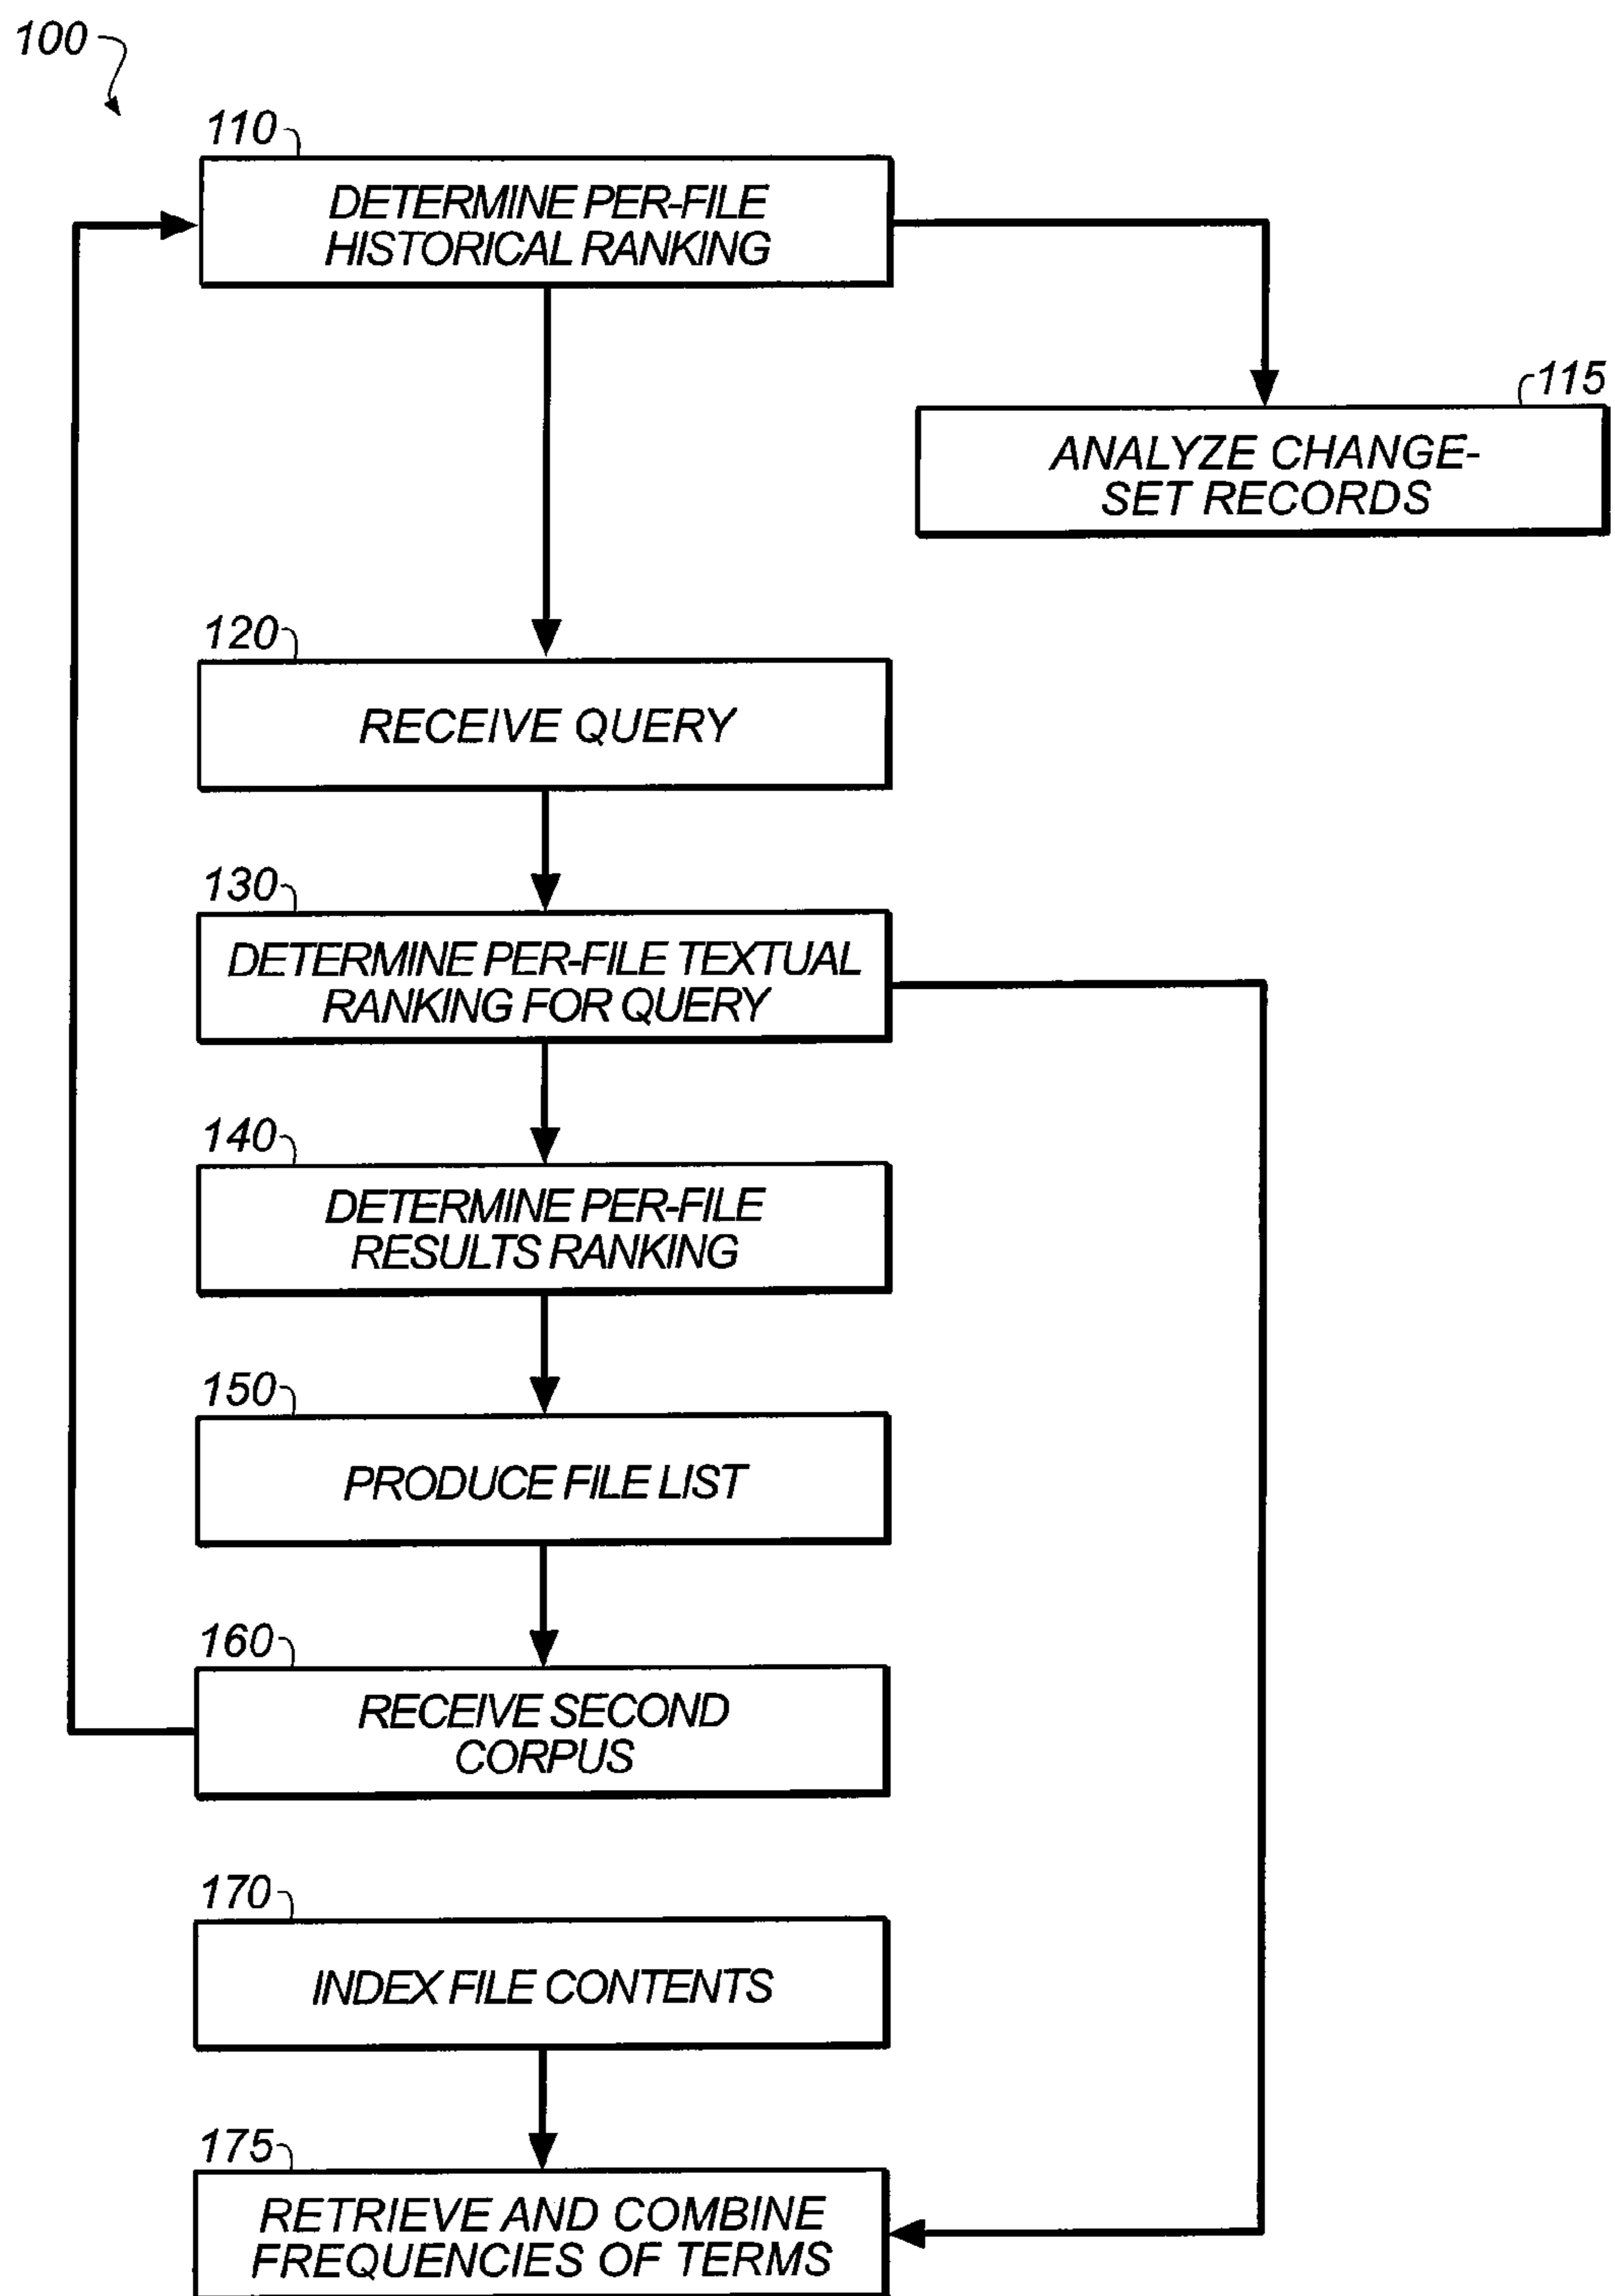 100
110
DETERMINE PER-FILE
HISTORICAL RANKING
115
ANALYZE CHANGE-
SET RECORDS
120
RECEIVE QUERY
130
DETERMINE PER-FILE TEXTUAL
RANKING FOR QUERY
140
DETERMINE PER-FILE
RESULTS RANKING
150
PRODUCE FILE LIST
160
RECEIVE SECOND
CORPUS
170
INDEX FILE CONTENTS
175
RETRIEVE AND COMBINE
FREQUENCIES OF TERMS